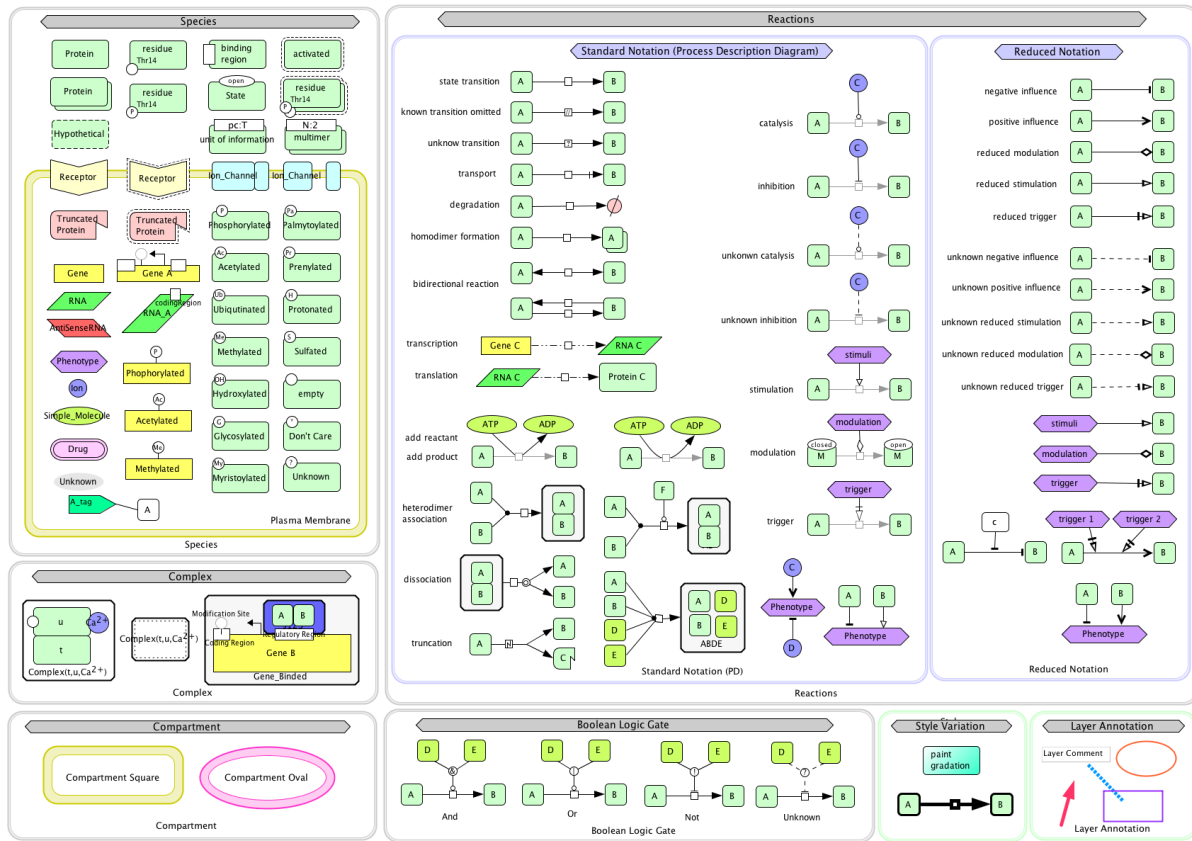 Species
Protein
residue
Thr14
binding
region
activated
Protein
residue
Thr14
P
open
State
residue
Thr14
P
Hypothetical
pc:T
unit of information
N:2
multimer
Receptor
Receptor
Ion_Channel
Ion_Channel
Truncated
Protein
Truncated
Protein
P
Phosphorylated
Pa
Palmytoylated
Gene
Gene A
Ac
Acetylated
Pr
Prenylated
RNA
codingRegion
RNA_A
Ub
Ubiqutinated
H
Protonated
AntiSenseRNA
Phenotype
P
Phophorylated
Me
Methylated
S
Sulfated
Ion
OH
Hydroxylated
empty
Simple_Molecule
Ac
Acetylated
G
Glycosylated
*
Don't Care
Drug
Me
Methylated
My
Myristoylated
?
Unknown
Unknown
A_tag
A
Plasma Membrane
Species
Complex
u
Ca2+
t
Complex(t,u,Ca2+)
Complex(t,u,Ca2+)
Modification Site
Coding Region
A
B
Regulatory Region
Gene B
Gene_Binded
Complex
Compartment
Compartment Square
Compartment Oval
Compartment
Reactions
Standard Notation (Process Description Diagram)
state transition
A
B
known transition omitted
A
//
B
unknow transition
A
?
B
transport
A
B
degradation
A
homodimer formation
A
A
bidirectional reaction
A
B
A
B
transcription
Gene C
RNA C
translation
RNA C
Protein C
add reactant
add product
ATP
ADP
A
B
ATP
ADP
A
B
heterodimer
association
A
B
A
B
F
A
B
A
B
dissociation
A
B
A
B
A
B
D
E
A
D
B
E
ABDE
truncation
A
N
B
C
Standard Notation (PD)
C
catalysis
A
B
C
inhibition
A
B
C
unkonwn catalysis
A
B
C
unknown inhibition
A
B
stimuli
stimulation
A
B
modulation
modulation
closed
M
open
M
trigger
trigger
A
B
C
Phenotype
D
A
B
Phenotype
Reactions
Reduced Notation
negative influence
A
B
positive influence
A
B
reduced modulation
A
B
reduced stimulation
A
B
reduced trigger
A
B
unknown negative influence
A
B
unknown positive influence
A
B
unknown reduced stimulation
A
B
unknown reduced modulation
A
B
unknown reduced trigger
A
B
stimuli
B
modulation
B
trigger
B
c
A
B
trigger 1
trigger 2
A
B
A
B
Phenotype
Reduced Notation
Boolean Logic Gate
D
E
&
A
B
And
D
E
|
A
B
Or
D
E
!
A
B
Not
D
E
?
A
B
Unknown
Boolean Logic Gate
Style Variation
paint
gradation
A
B
Layer Annotation
Layer Comment
Layer Annotation